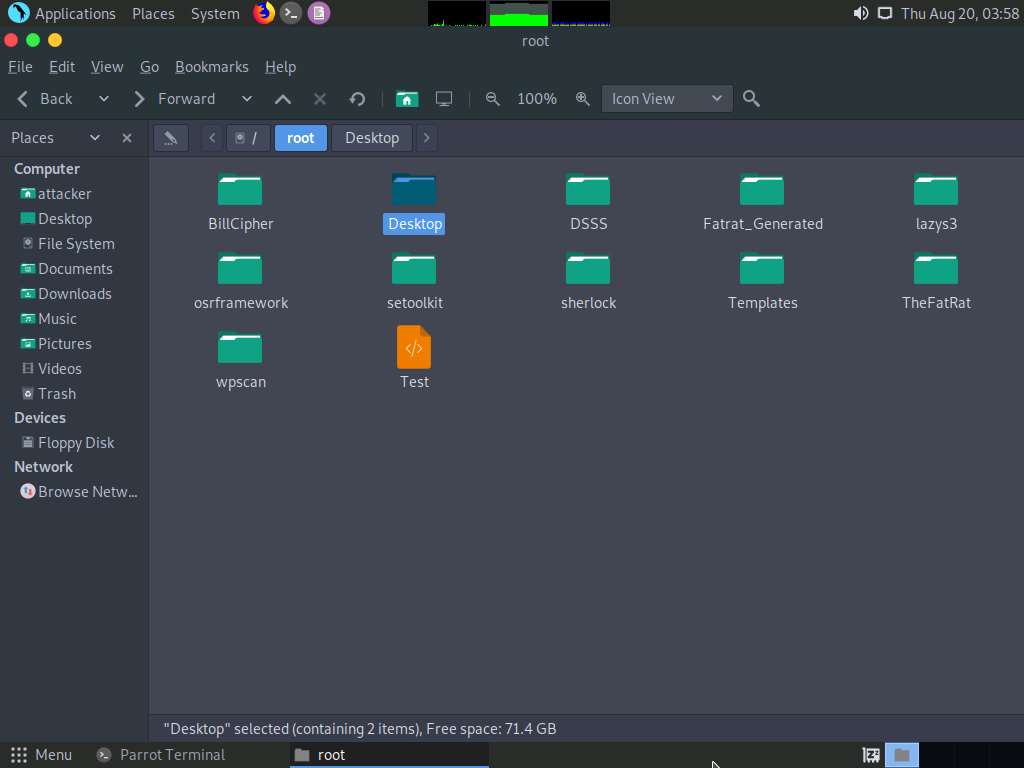 Applications Places System Thu Aug 20, 03:58
root
File Edit View Go Bookmarks Help
Back Forward 100% Icon View
Places / root Desktop
Computer
attacker
Desktop
File System
Documents
Downloads
Music
Pictures
Videos
Trash
Devices
Floppy Disk
Network
Browse Netw...
BillCipher Desktop DSSS Fatrat_Generated lazys3
osrframework setoolkit sherlock Templates TheFatRat
wpscan Test
"Desktop" selected (containing 2 items), Free space: 71.4 GB
Menu Parrot Terminal root